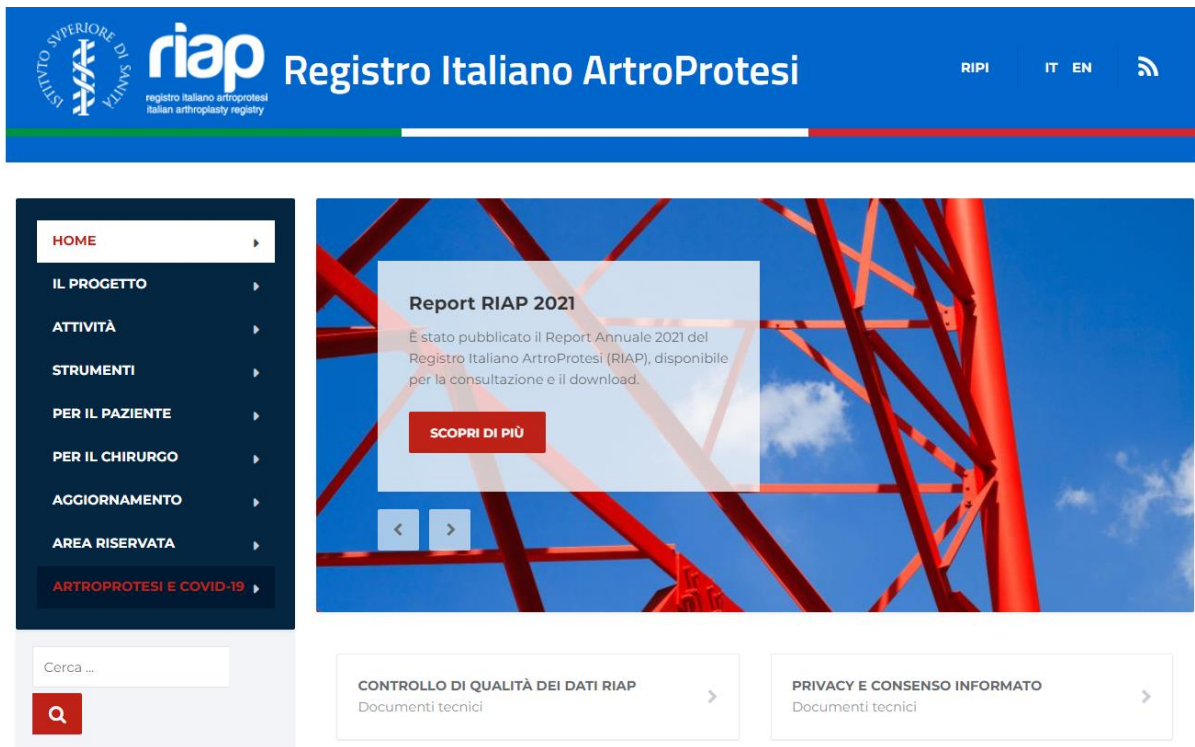 ISTITUTO SUPERIORE DI SANITÀ
riap
registro italiano artroprotesi
italian arthroplasty registry
Registro Italiano ArtroProtesi
RIPI
IT EN
HOME
IL PROGETTO
ATTIVITÀ
STRUMENTI
PER IL PAZIENTE
PER IL CHIRURGO
AGGIORNAMENTO
AREA RISERVATA
ARTROPROTESI E COVID-19
Cerca ...
Report RIAP 2021
È stato pubblicato il Report Annuale 2021 del
Registro Italiano ArtroProtesi (RIAP), disponibile
per la consultazione e il download.
SCOPRI DI PIÙ
CONTROLLO DI QUALITÀ DEI DATI RIAP
Documenti tecnici
PRIVACY E CONSENSO INFORMATO
Documenti tecnici